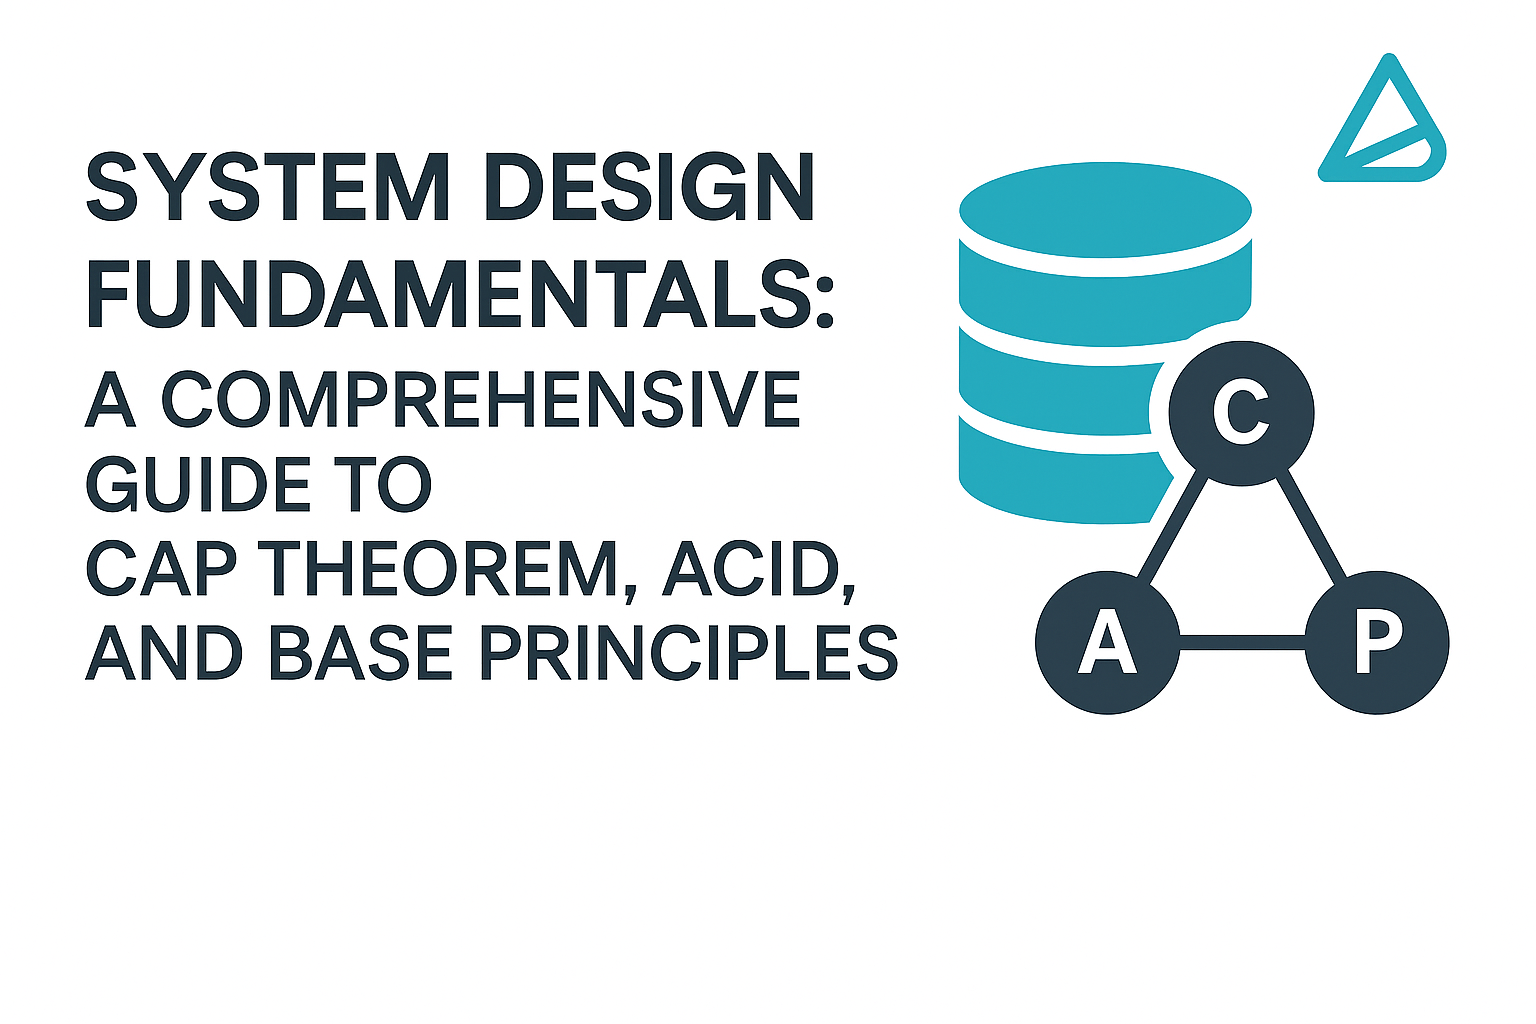 SYSTEM DESIGN
FUNDAMENTALS:
A COMPREHENSIVE
GUIDE TO
CAP THEOREM, ACID,
AND BASE PRINCIPLES
C
A
P